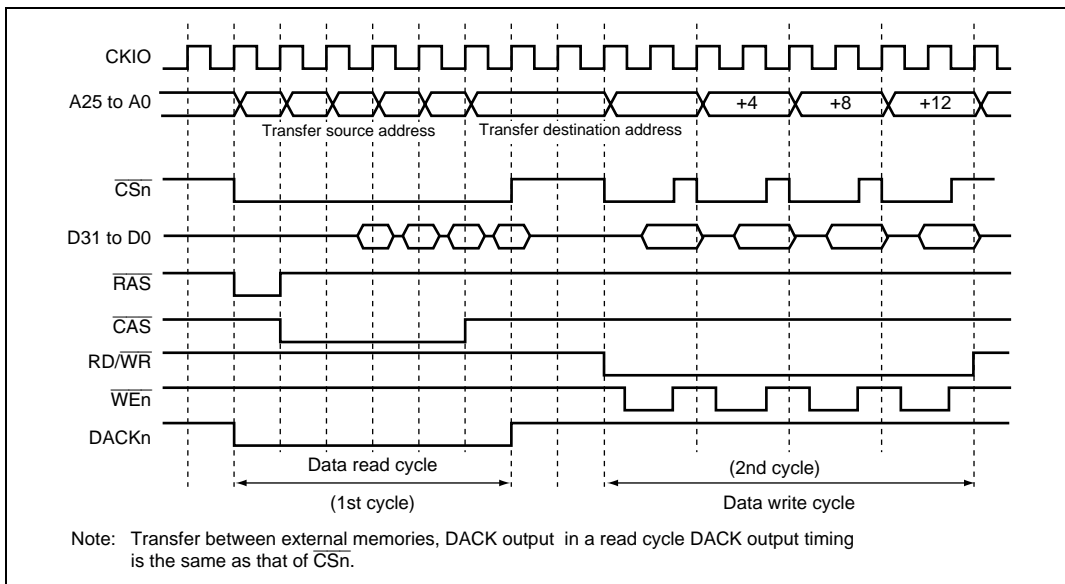 CKIO
A25 to A0
+4 +8 +12
Transfer source address Transfer destination address
CSn
D31 to D0
RAS
CAS
RD/WR
WEn
DACKn
Data read cycle (2nd cycle)
(1st cycle) Data write cycle
Note: Transfer between external memories, DACK output in a read cycle DACK output timing
is the same as that of CSn.